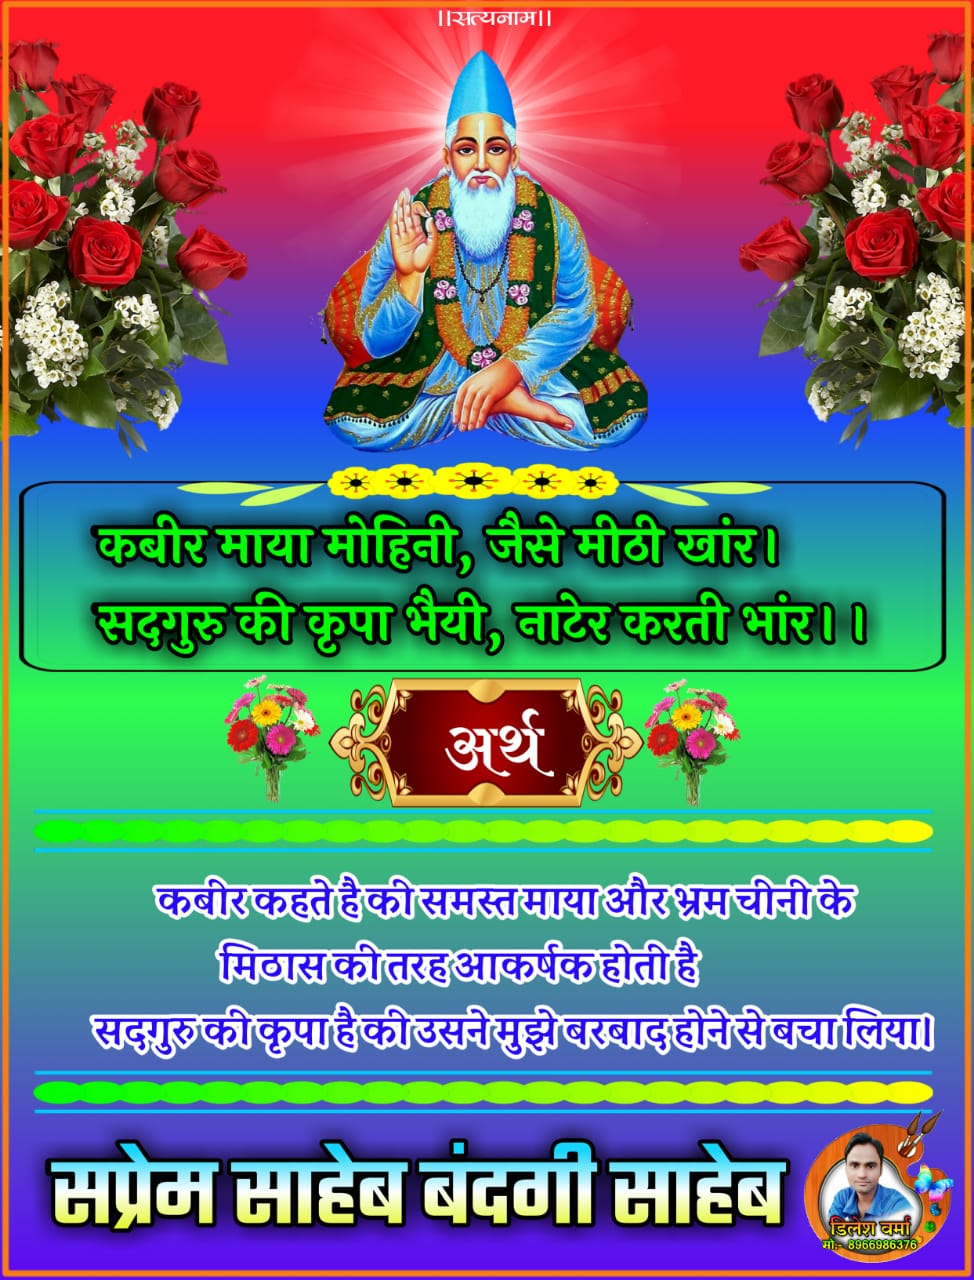 ।।सत्यनाम।।
कबीर माया मोहिनी, जैसे मीठी खांर।
सदगुरु की कृपा भैयी, नाटेर करती भांर।।
अर्थ
कबीर कहते है की समस्त माया और भ्रम चीनी के
मिठास की तरह आकर्षक होती है
सदगुरु की कृपा है की उसने मुझे बरबाद होने से बचा लिया।
सप्रेम साहेब बंदगी साहेब
डिलेश वर्मा
मो.- 8966986376